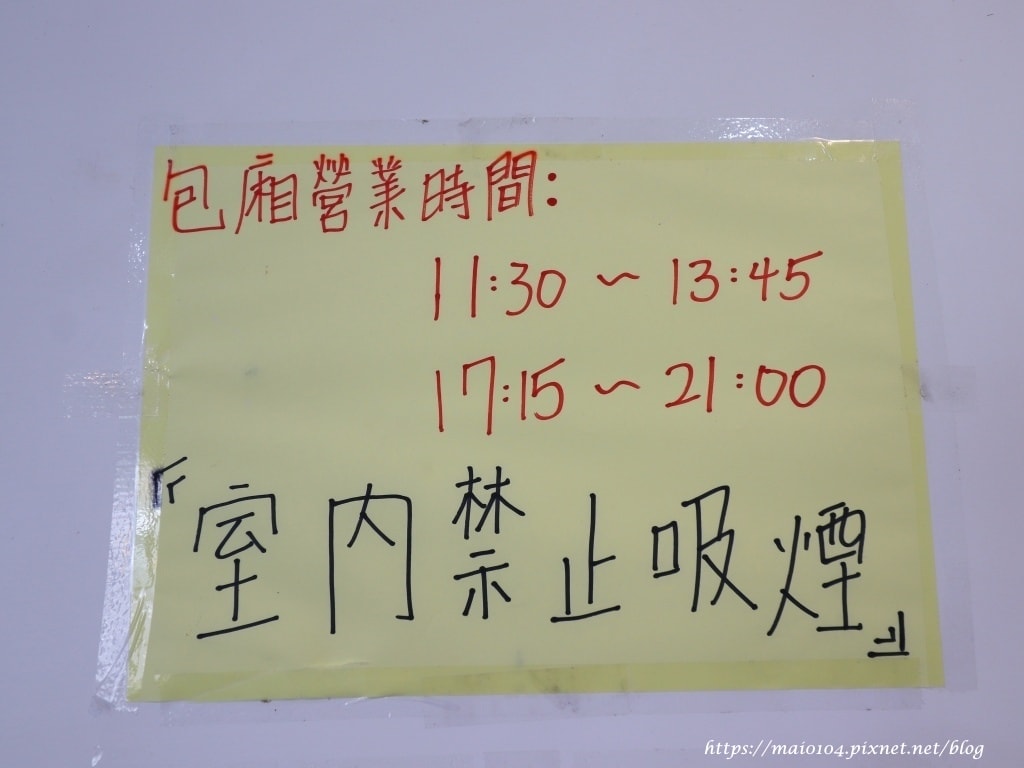 包廂營業時間:
11:30 ~ 13:45
17:15 ~ 21:00
『室內禁止吸煙』
https://maio104.pixnet.net/blog